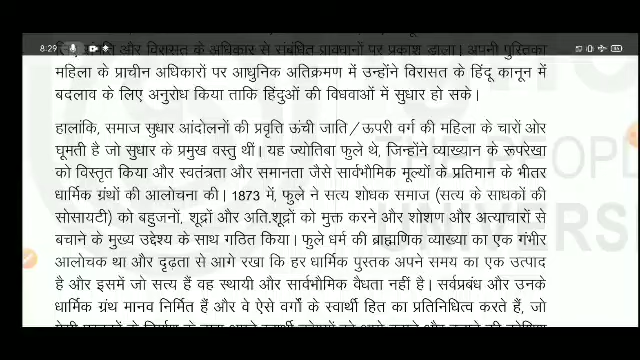 8:29
लिए संपत्ति और विरासत के अधिकार से संबंधित प्रावधानों पर प्रकाश डाला। अपनी पुस्तिका
महिला के प्राचीन अधिकारों पर आधुनिक अतिक्रमण में उन्होंने विरासत के हिंदू कानून में
बदलाव के लिए अनुरोध किया ताकि हिंदुओं की विधवाओं में सुधार हो सके।
हालांकि, समाज सुधार आंदोलनों की प्रवृत्ति ऊंची जाति/ऊपरी वर्ग की महिला के चारों ओर
घूमती है जो सुधार के प्रमुख वस्तु थीं। यह ज्योतिबा फुले थे, जिन्होंने व्याख्यान के रूपरेखा
को विस्तृत किया और स्वतंत्रता और समानता जैसे सार्वभौमिक मूल्यों के प्रतिमान के भीतर
धार्मिक ग्रंथों की आलोचना की। 1873 में, फुले ने सत्य शोधक समाज (सत्य के साधकों की
सोसायटी) को बहुजनों, शूद्रों और अति.शूद्रों को मुक्त करने और शोषण और अत्याचारों से
बचाने के मुख्य उद्देश्य के साथ गठित किया। फुले धर्म की ब्राह्मणिक व्याख्या का एक गंभीर
आलोचक था और दृढ़ता से आगे रखा कि हर धार्मिक पुस्तक अपने समय का एक उत्पाद
है और इसमें जो सत्य हैं वह स्थायी और सार्वभौमिक वैधता नहीं है। सर्वप्रबंध और उनके
धार्मिक ग्रंथ मानव निर्मित हैं और वे ऐसे वर्गों के स्वार्थी हित का प्रतिनिधित्व करते हैं, जो